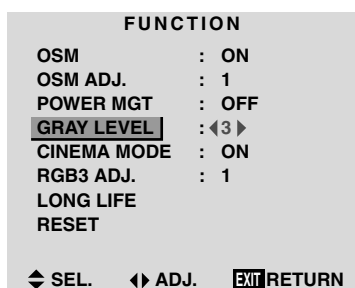 FUNCTION
OSM : ON
OSM ADJ. : 1
POWER MGT : OFF
GRAY LEVEL : 3
CINEMA MODE : ON
RGB3 ADJ. : 1
LONG LIFE
RESET
SEL. ADJ. EXIT RETURN